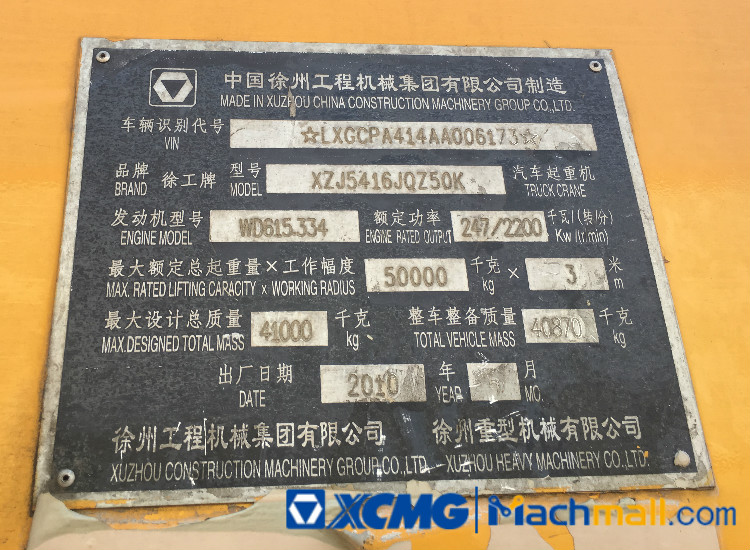 中国徐州工程机械集团有限公司制造
MADE IN XUZHOU CHINA CONSTRUCTION MACHINERY GROUP CO.,LTD.
车辆识别代号 ☆LXGCPA414AA006173☆
VIN
品牌 徐工牌 型号 XZJ5416JQZ50K 汽车起重机
BRAND MODEL TRUCK CRANE
发动机型号 WD615.334 额定功率 247/2200 千瓦/(转/分)
ENGINE MODEL ENGINE RATED OUTPUT Kw /(r/min)
最大额定总起重量×工作幅度 50000 千克 × 3 米
MAX. RATED LIFTING CAPACITY × WORKING RADIUS kg m
最大设计总质量 41000 千克 整车整备质量 40870 千克
MAX.DESIGNED TOTAL MASS kg TOTAL VEHICLE MASS kg
出厂日期 2010 年 月
DATE YEAR MO.
徐州工程机械集团有限公司 徐州重型机械有限公司
XUZHOU CONSTRUCTION MACHINERY GROUP CO.,LTD. XUZHOU HEAVY MACHINERY CO.,LTD.
XCMG Machmall.com